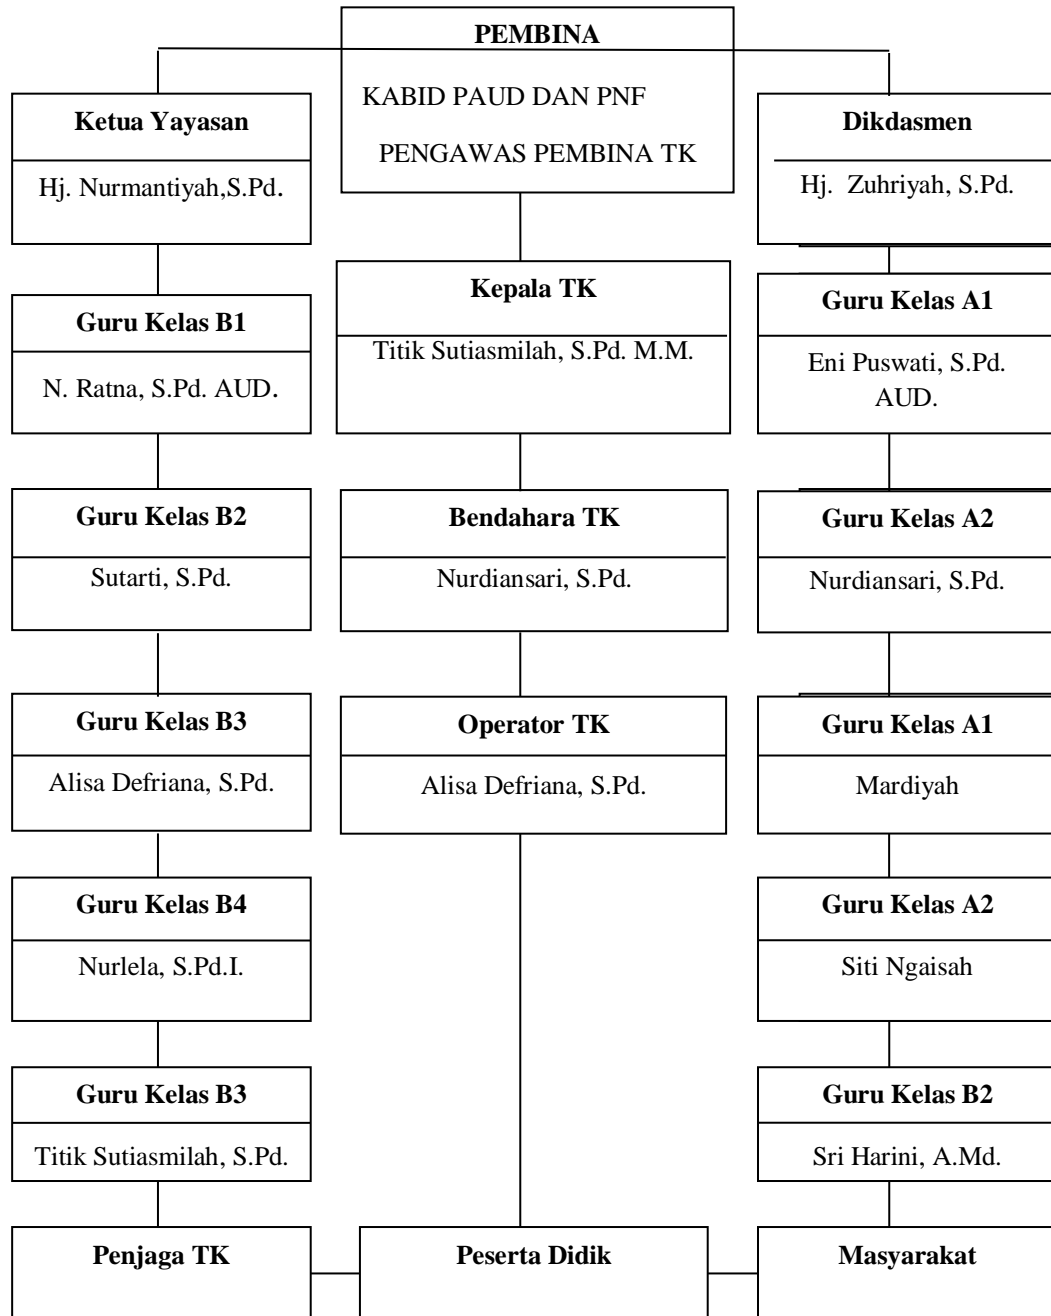 PEMBINA
KABID PAUD DAN PNF
PENGAWAS PEMBINA TK
Ketua Yayasan
Hj. Nurmantiyah,S.Pd.
Dikdasmen
Hj. Zuhriyah, S.Pd.
Kepala TK
Titik Sutiasmilah, S.Pd. M.M.
Guru Kelas B1
N. Ratna, S.Pd. AUD.
Guru Kelas A1
Eni Puswati, S.Pd.
AUD.
Guru Kelas B2
Sutarti, S.Pd.
Bendahara TK
Nurdiansari, S.Pd.
Guru Kelas A2
Nurdiansari, S.Pd.
Guru Kelas B3
Alisa Defriana, S.Pd.
Operator TK
Alisa Defriana, S.Pd.
Guru Kelas A1
Mardiyah
Guru Kelas B4
Nurlela, S.Pd.I.
Guru Kelas A2
Siti Ngaisah
Guru Kelas B3
Titik Sutiasmilah, S.Pd.
Guru Kelas B2
Sri Harini, A.Md.
Penjaga TK
Peserta Didik
Masyarakat